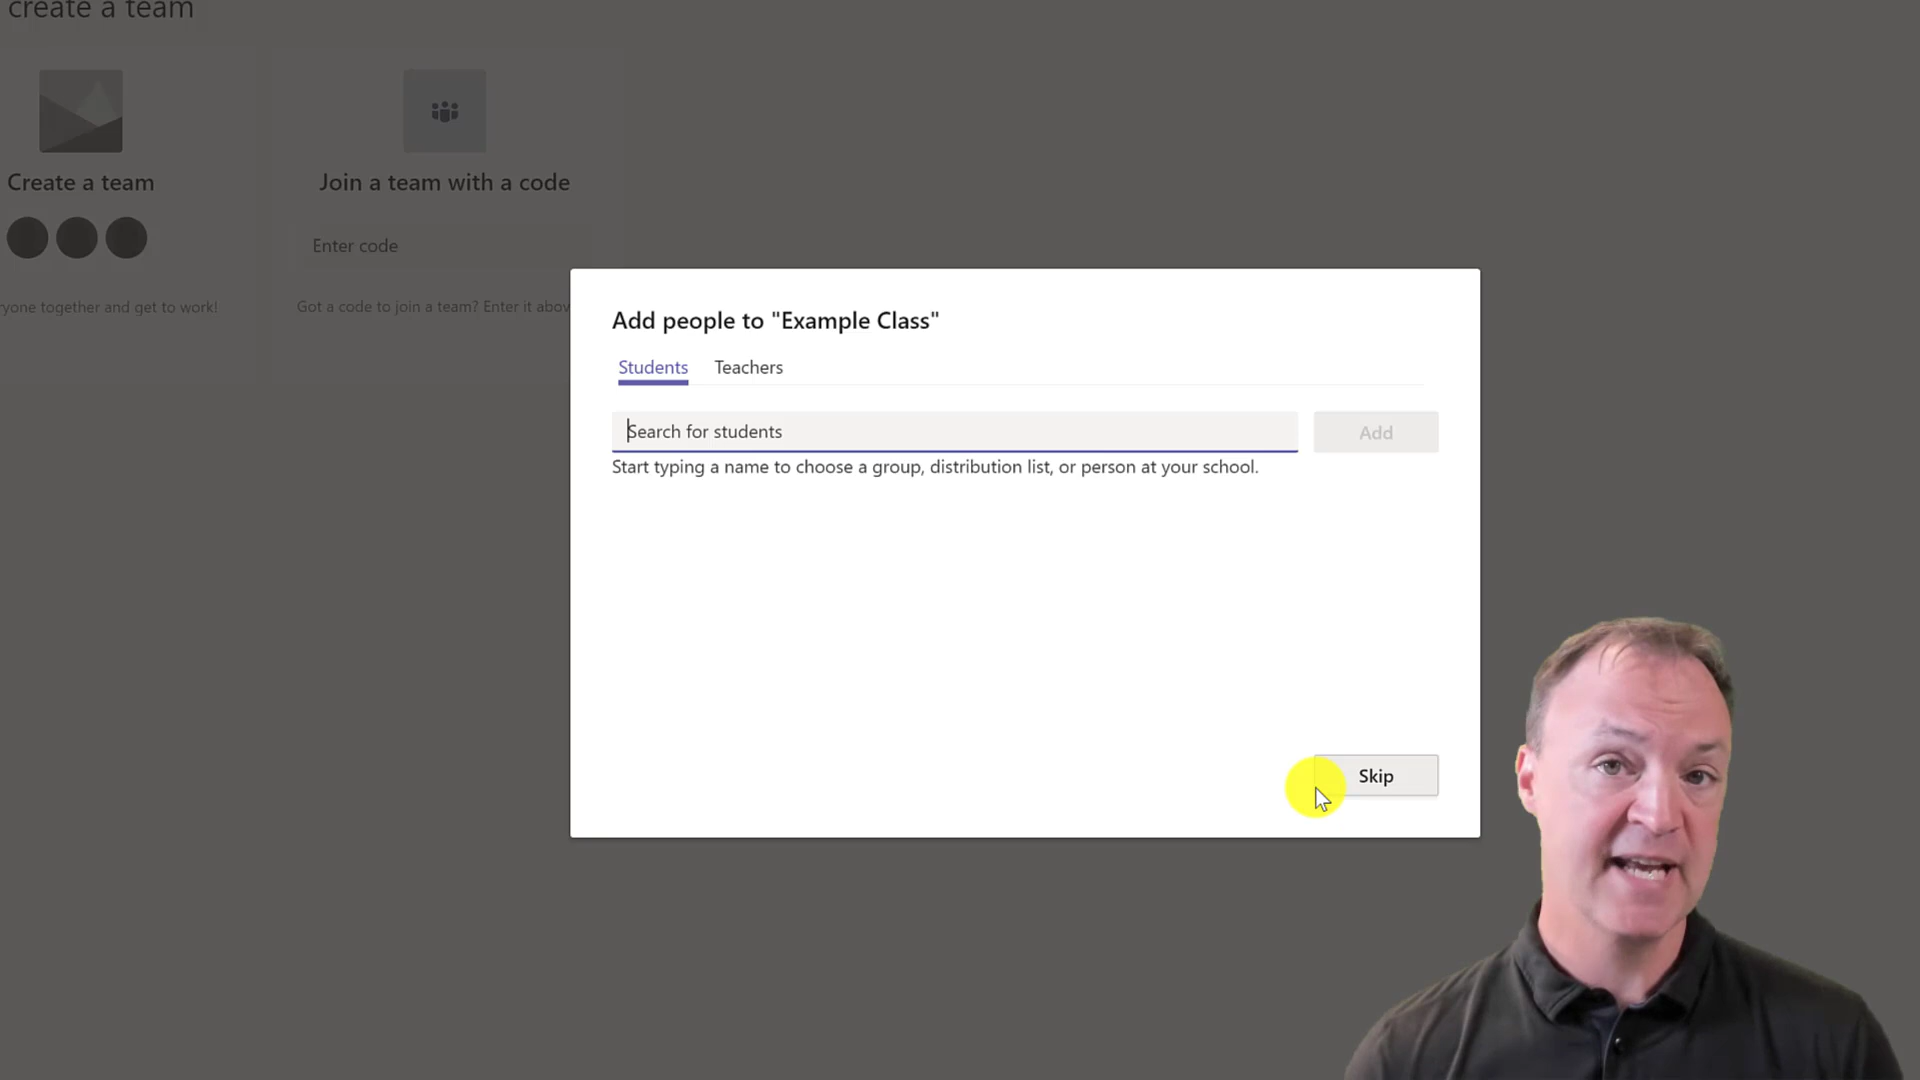 create a team
Create a team
Join a team with a code
Enter code
ryone together and get to work!
Got a code to join a team? Enter it abov
Add people to "Example Class"
Students
Teachers
Search for students
Add
Start typing a name to choose a group, distribution list, or person at your school.
Skip